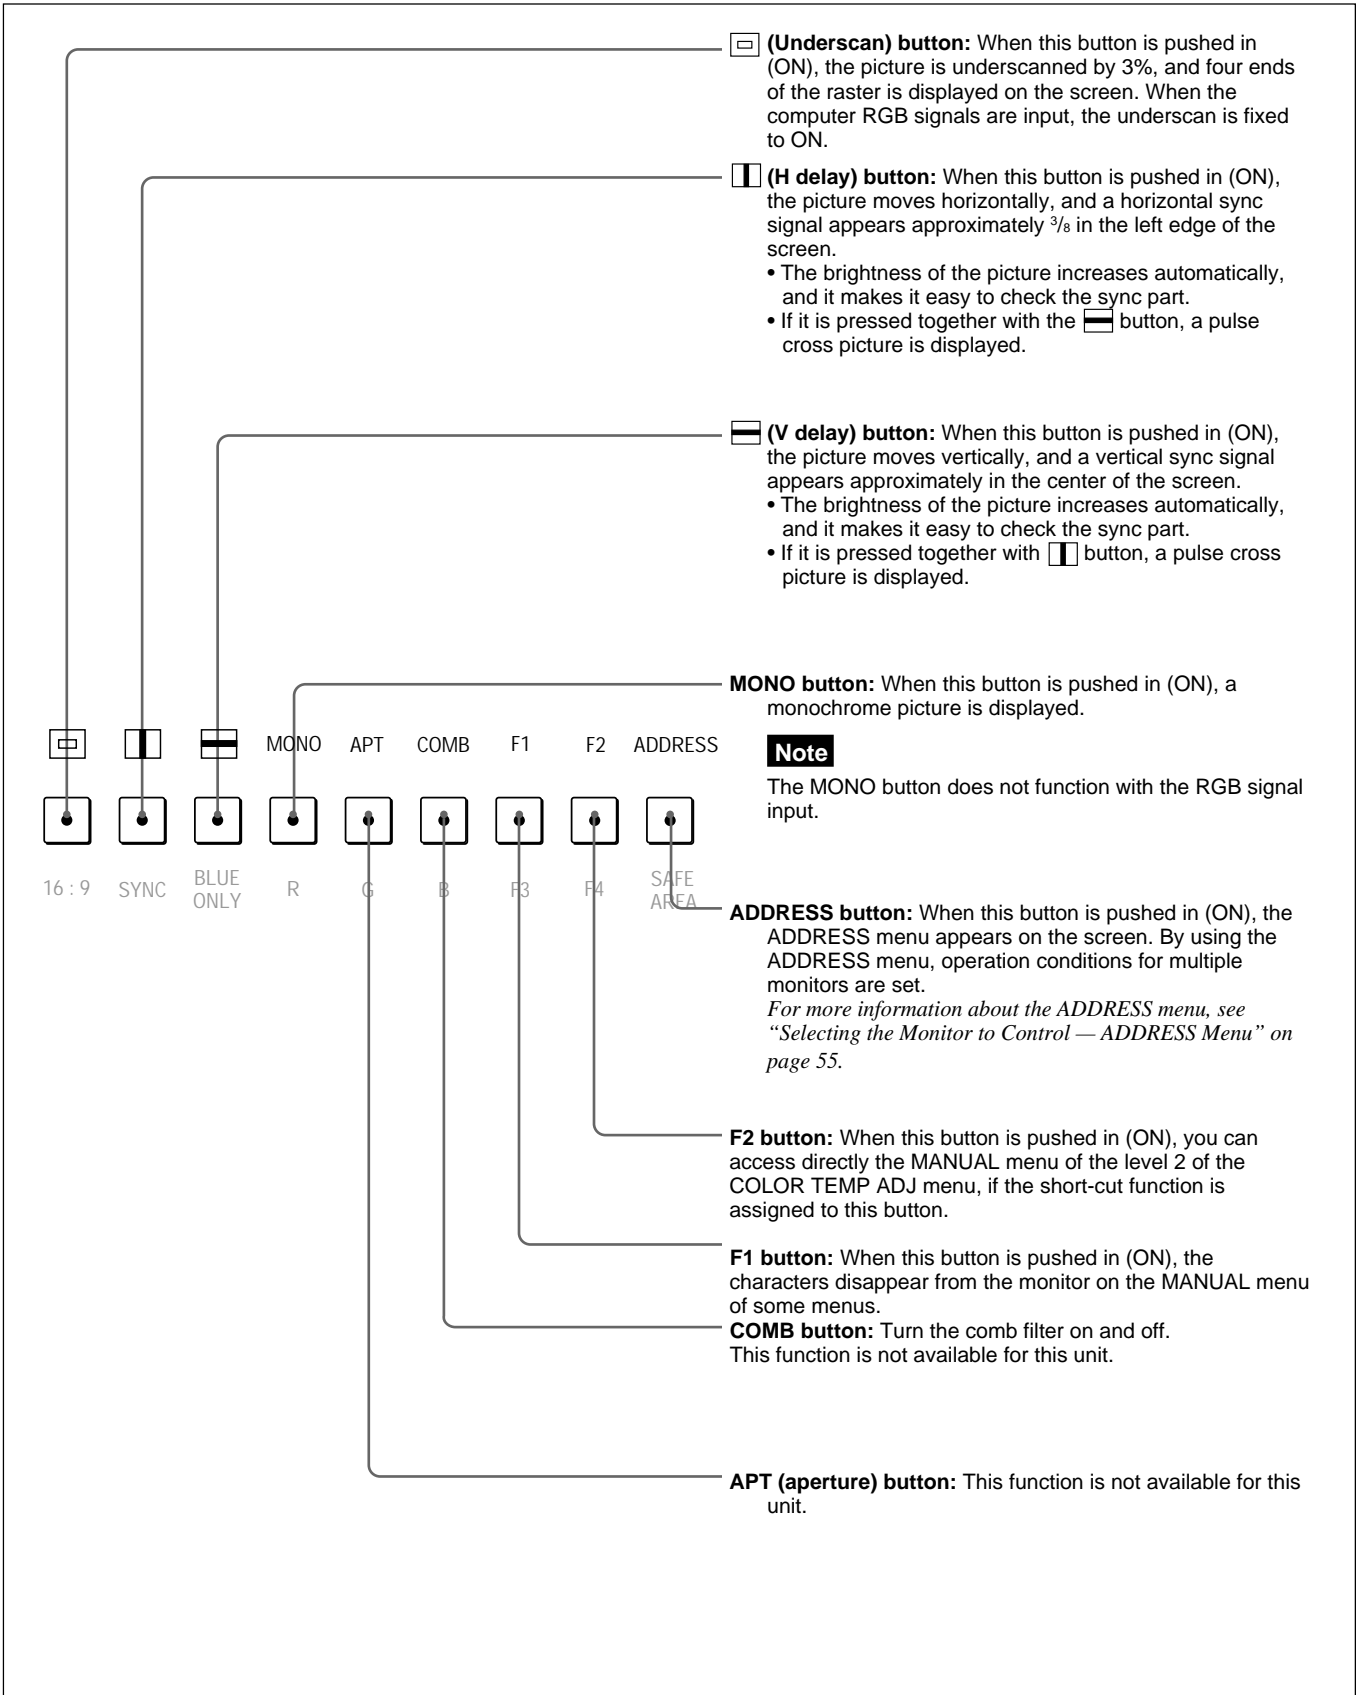 (Underscan) button: When this button is pushed in
(ON), the picture is underscanned by 3%, and four ends
of the raster is displayed on the screen. When the
computer RGB signals are input, the underscan is fixed
to ON.
(H delay) button: When this button is pushed in (ON),
the picture moves horizontally, and a horizontal sync
signal appears approximately 3/8 in the left edge of the
screen.
• The brightness of the picture increases automatically,
and it makes it easy to check the sync part.
• If it is pressed together with the button, a pulse
cross picture is displayed.
(V delay) button: When this button is pushed in (ON),
the picture moves vertically, and a vertical sync signal
appears approximately in the center of the screen.
• The brightness of the picture increases automatically,
and it makes it easy to check the sync part.
• If it is pressed together with button, a pulse cross
picture is displayed.
MONO button: When this button is pushed in (ON), a
monochrome picture is displayed.
Note
The MONO button does not function with the RGB signal
input.
MONO APT COMB F1 F2 ADDRESS
16 : 9 SYNC BLUE ONLY R G B F3 F4 SAFE AREA
ADDRESS button: When this button is pushed in (ON), the
ADDRESS menu appears on the screen. By using the
ADDRESS menu, operation conditions for multiple
monitors are set.
For more information about the ADDRESS menu, see
“Selecting the Monitor to Control — ADDRESS Menu” on
page 55.
F2 button: When this button is pushed in (ON), you can
access directly the MANUAL menu of the level 2 of the
COLOR TEMP ADJ menu, if the short-cut function is
assigned to this button.
F1 button: When this button is pushed in (ON), the
characters disappear from the monitor on the MANUAL menu
of some menus.
COMB button: Turn the comb filter on and off.
This function is not available for this unit.
APT (aperture) button: This function is not available for this
unit.